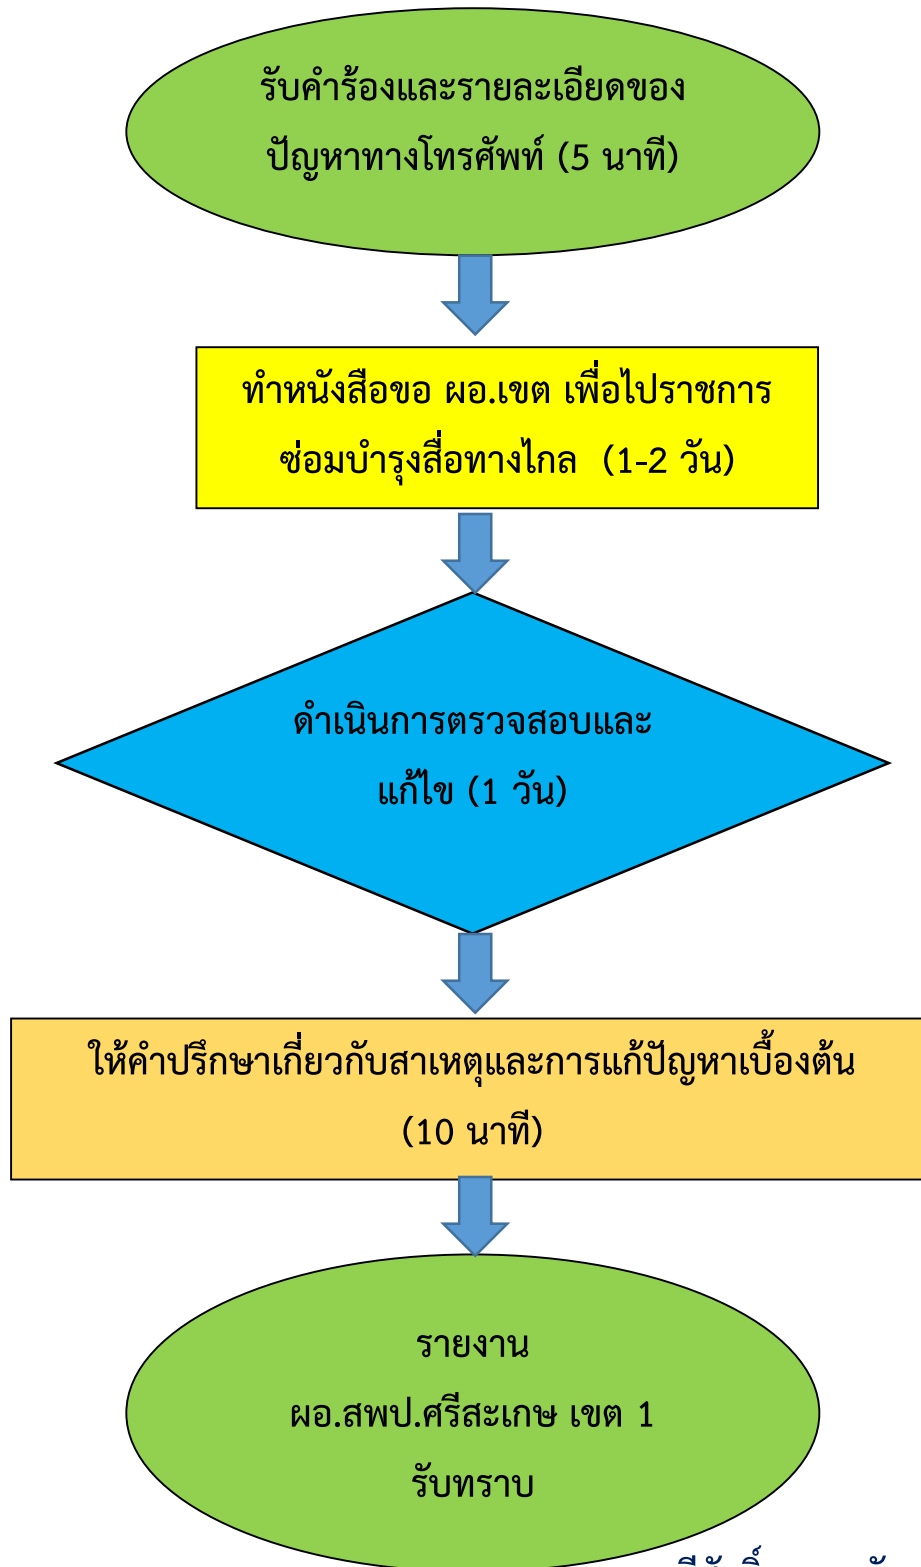 รับคำร้องและรายละเอียดของ
ปัญหาทางโทรศัพท์ (5 นาที)
ทำหนังสือขอ ผอ.เขต เพื่อไปราชการ
ซ่อมบำรุงสื่อทางไกล (1-2 วัน)
ดำเนินการตรวจสอบและ
แก้ไข (1 วัน)
ให้คำปรึกษาเกี่ยวกับสาเหตุและการแก้ปัญหาเบื้องต้น
(10 นาที)
รายงาน
ผอ.สพป.ศรีสะเกษ เขต 1
รับทราบ